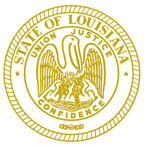 STATE OF LOUISIANA
UNION JUSTICE
CONFIDENCE